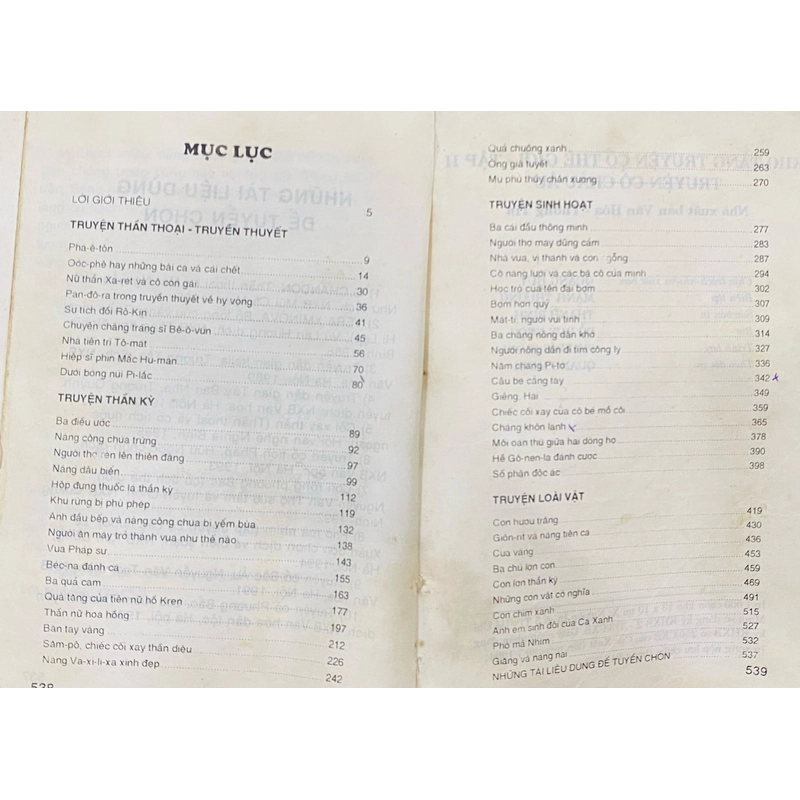 MỤC LỤC
LỜI GIỚI THIỆU 5
TRUYỆN THẦN THOẠI - TRUYỀN THUYẾT
Pha-ê-tôn 9
Oóc-phê hay những bài ca và cái chết 14
Nữ thần Xa-ret và cô con gái 30
Pan-đô-ra trong truyền thuyết về hy vọng 36
Sự tích đồi Rô-Kin 41
Chuyện chàng tráng sĩ Bê-ô-vun 45
Nhà tiên tri Tô-mát 56
Hiệp sĩ phin Mắc Hu-man 70
Dưới bóng núi Pi-lắc 80
TRUYỆN THẦN KỲ
Ba điều ước 89
Nàng công chúa trứng 92
Người thợ rèn lên thiên đàng 97
Nàng dâu biển 99
Hộp đựng thuốc lá thần kỳ 112
Khu rừng bị phù phép 119
Anh đầu bếp và nàng công chúa bị yểm bùa 132
Người ăn mày trở thành vua như thế nào 138
Vua Pháp sư 143
Béc-na đánh cá 155
Ba quả cam 163
Quà tặng của tiên nữ hồ Kren 177
Thần nữ hoa hồng 197
Bàn tay vàng 212
Săm-pô, chiếc cối xay thần diệu 226
Nàng Va-xi-li-xa xinh đẹp 242
538
Quả chuông xanh 259
Ông già tuyết 263
Mụ phù thủy chân xương 270
TRUYỆN SINH HOẠT
Ba cái đầu thông minh 277
Người thợ may dũng cảm 283
Nhà vua, vị thánh và con ngỗng 287
Cô nàng lười và các bà cô của mình 294
Học trò của tên đại bợm 302
Bợm hơn quỷ 307
Mát-ti, người vui tính 309
Ba chàng nông dân khờ 314
Người nông dân đi tìm công lý 327
Năm chàng Pi-to 336
Cậu bé càng tay 342
Giêng, Hai 349
Chiếc cối xay của cô bé mồ côi 359
Chàng khôn lanh 365
Mối oán thù giữa hai dòng họ 378
Hề Gô-nen-la đánh cược 390
Số phận độc ác 398
TRUYỆN LOÀI VẬT
Con hươu trắng 419
Giôn-rit và nàng tiên cá 430
Cua vàng 436
Ba chú lợn con 453
Con lợn thần kỳ 459
Những con vật có nghĩa 469
Con chim xanh 491
Anh em sinh đôi của Cá Xanh 515
Phò mã Nhím 527
Giăng và nàng nai 532
NHỮNG TÀI LIỆU DÙNG ĐỂ TUYỂN CHỌN 537
539